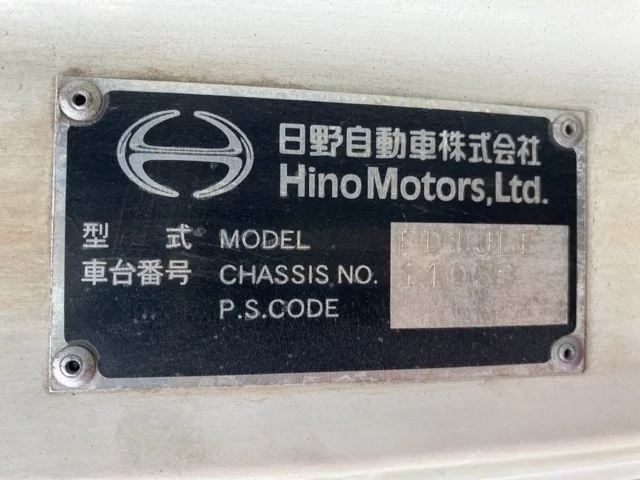 日野自動車株式会社
Hino Motors, Ltd.
型 式 MODEL FD1JLE
車台番号 CHASSIS NO.
P.S.CODE